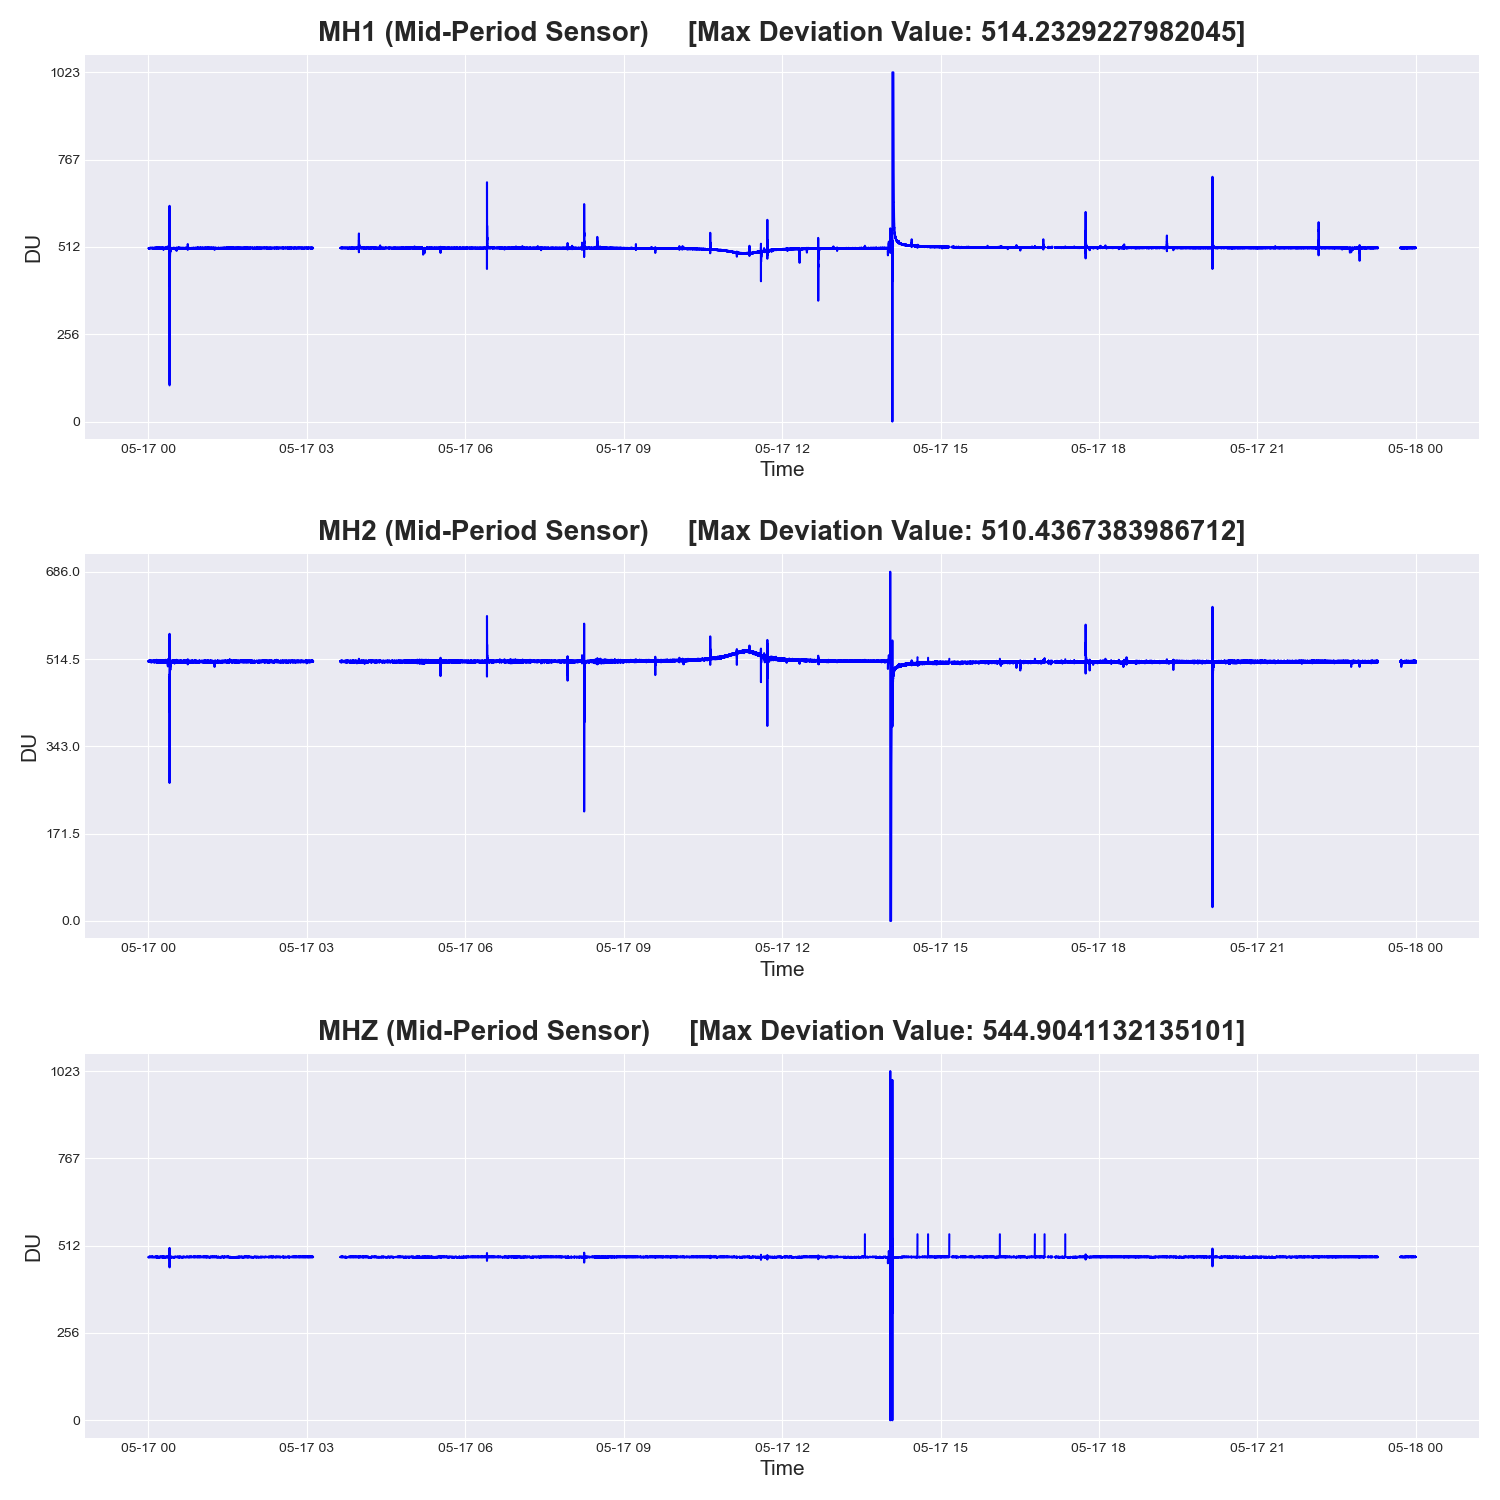 MH1 (Mid-Period Sensor)     [Max Deviation Value: 514.2329227982045]
1023
767
512
256
0
DU
05-17 00 05-17 03 05-17 06 05-17 09 05-17 12 05-17 15 05-17 18 05-17 21 05-18 00
Time
MH2 (Mid-Period Sensor)     [Max Deviation Value: 510.4367383986712]
686.0
514.5
343.0
171.5
0.0
DU
05-17 00 05-17 03 05-17 06 05-17 09 05-17 12 05-17 15 05-17 18 05-17 21 05-18 00
Time
MHZ (Mid-Period Sensor)     [Max Deviation Value: 544.9041132135101]
1023
767
512
256
0
DU
05-17 00 05-17 03 05-17 06 05-17 09 05-17 12 05-17 15 05-17 18 05-17 21 05-18 00
Time